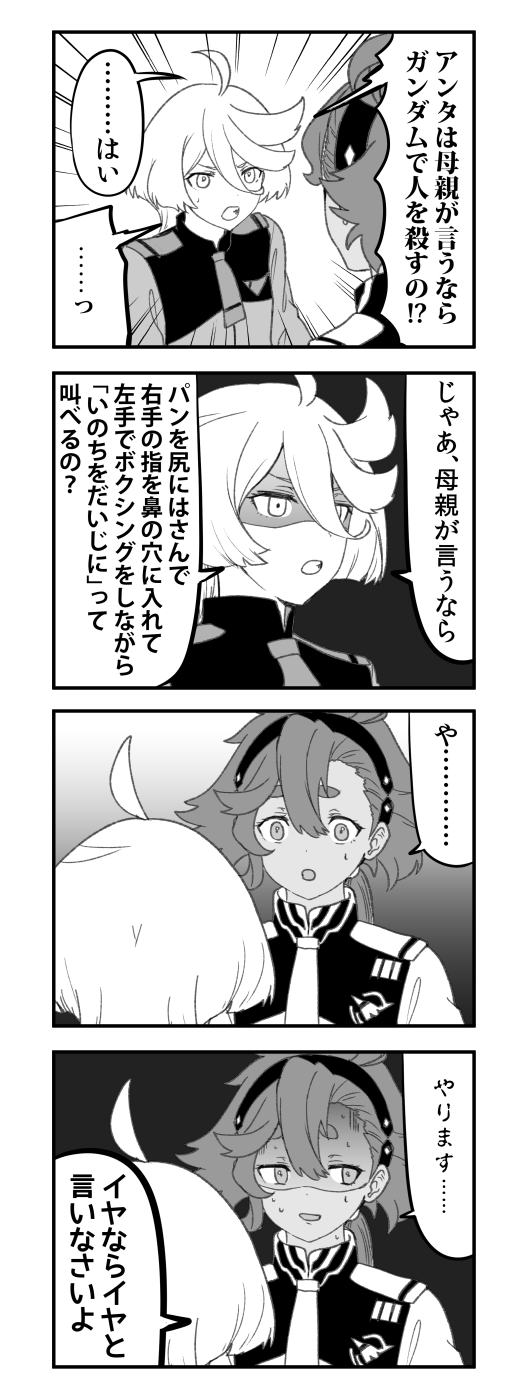 アンタは母親が言うなら
ガンダムで人を殺すの!?
………はい
……っ
じゃあ、母親が言うなら
パンを尻にはさんで
右手の指を鼻の穴に入れて
左手でボクシングをしながら
「いのちをだいじに」って
叫べるの？
や…………
やります……
イヤならイヤと
言いなさいよ